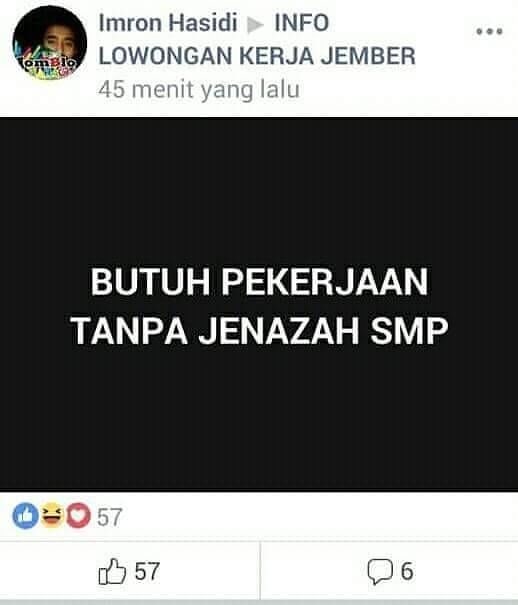 Imron Hasidi ▶ INFO
LOWONGAN KERJA JEMBER
45 menit yang lalu
BUTUH PEKERJAAN
TANPA JENAZAH SMP
57
57
6